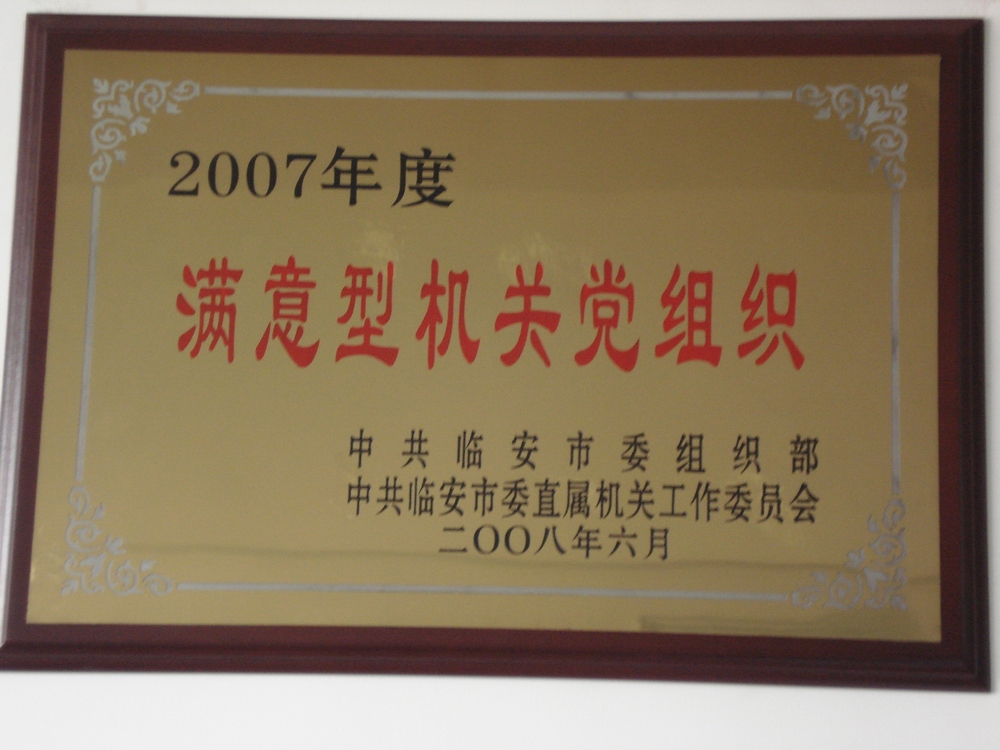 2007年度
满意型机关党组织
中共临安市委组织部
中共临安市委直属机关工作委员会
二〇〇八年六月